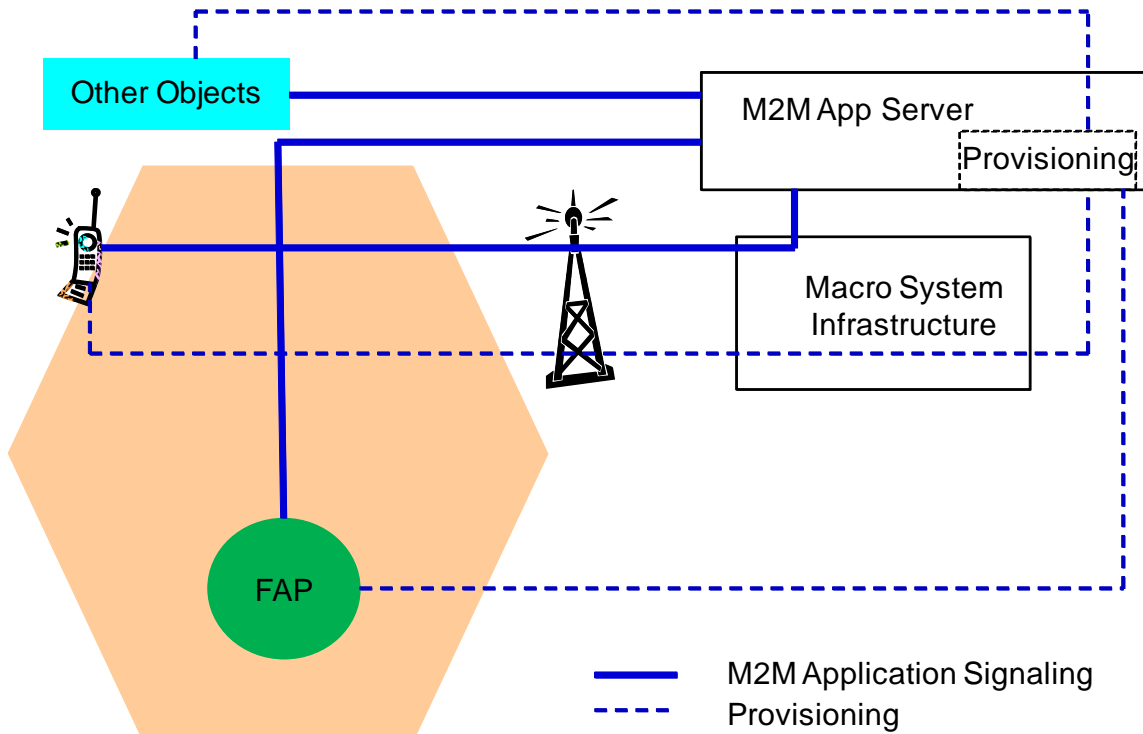 Other Objects
M2M App Server
Provisioning
Macro System
Infrastructure
FAP
M2M Application Signaling
Provisioning